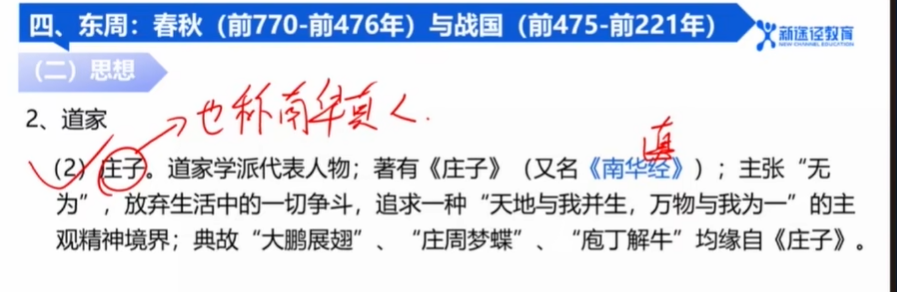 四、东周：春秋（前770-前476年）与战国（前475-前221年）
新途径教育
NEW CHANNEL EDUCATION
（二）思想
2、道家
也称南华真人.
真
（2）庄子。道家学派代表人物；著有《庄子》（又名《南华经》）；主张“无
为”，放弃生活中的一切争斗，追求一种“天地与我并生，万物与我为一”的主
观精神境界；典故“大鹏展翅”、“庄周梦蝶”、“庖丁解牛”均缘自《庄子》。